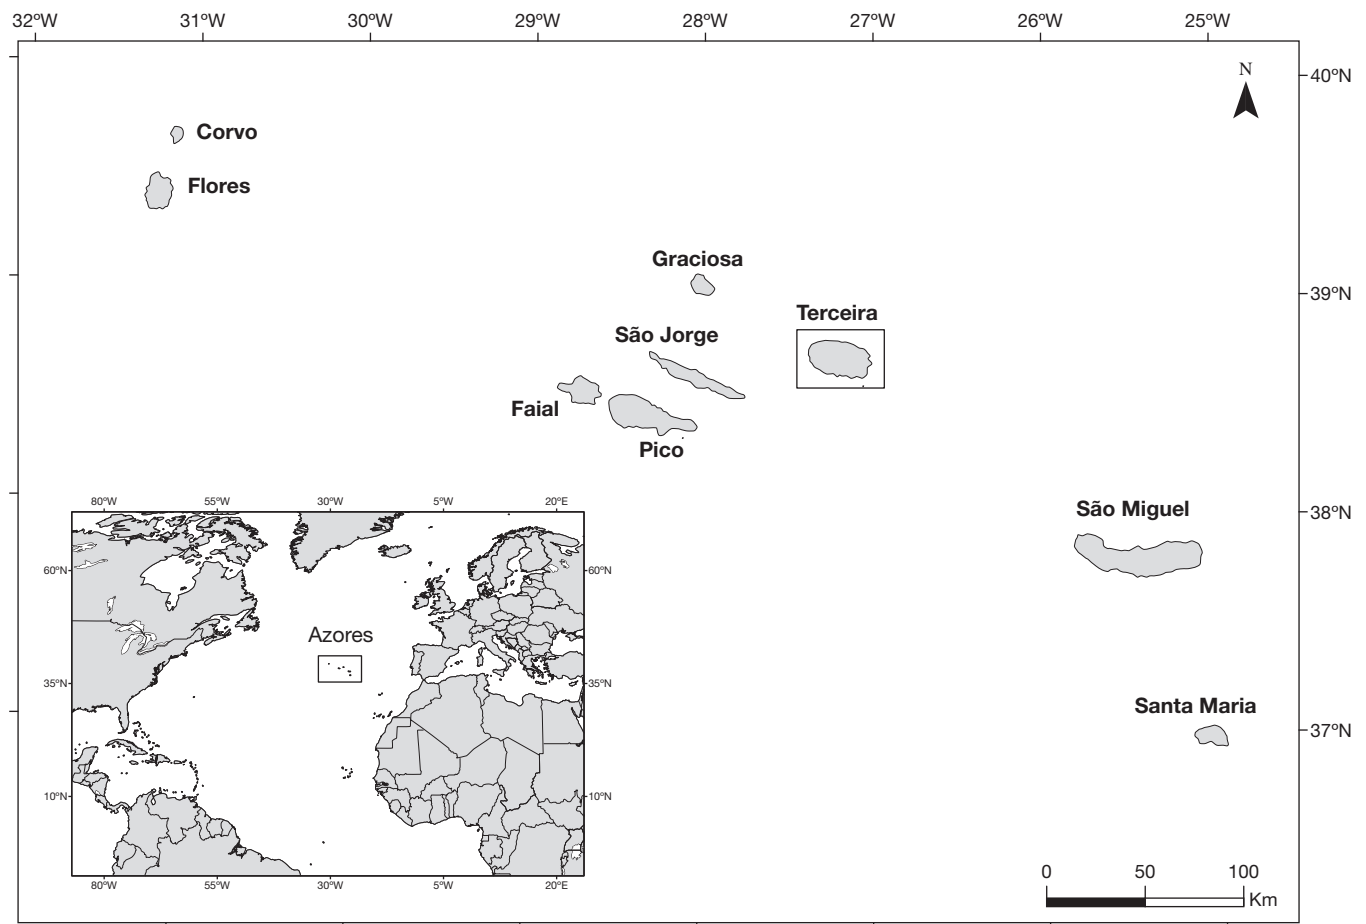 32ºW 31ºW 30ºW 29ºW 28ºW 27ºW 26ºW 25ºW
N
40ºN
Corvo
Flores
Graciosa
39ºN
Terceira
São Jorge
Faial
Pico
80ºW 55ºW 30ºW 5ºW 20ºE
São Miguel
38ºN
60ºN 60ºN
Azores
35ºN 35ºN
Santa Maria
37ºN
10ºN 10ºN
0 50 100
Km
80ºW 55ºW 30ºW 5ºW 20ºE